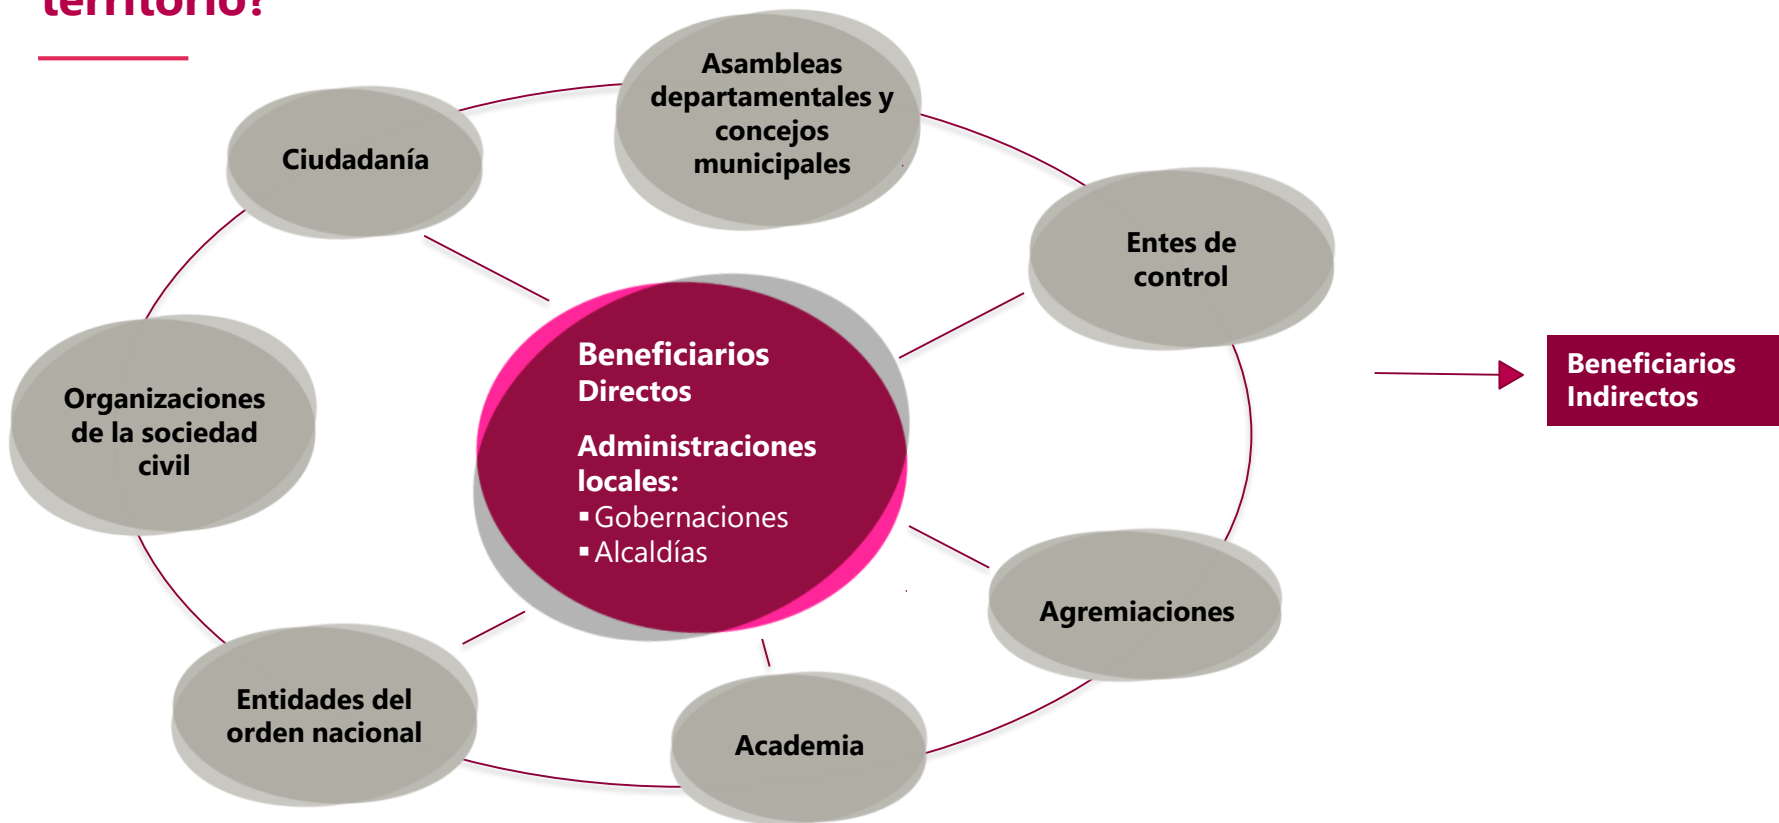 territorio?
Asambleas
departamentales y
concejos
municipales
Ciudadanía
Entes de
control
Beneficiarios
Directos
Administraciones
locales:
▪ Gobernaciones
▪ Alcaldías
Beneficiarios
Indirectos
Organizaciones
de la sociedad
civil
Agremiaciones
Entidades del
orden nacional
Academia